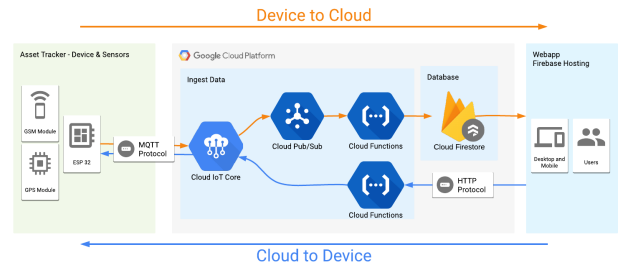 Device to Cloud
Asset Tracker - Device & Sensors
GSM Module
GPS Module
ESP 32
MQTT
Protocol
Google Cloud Platform
Ingest Data
Cloud IoT Core
Cloud Pub/Sub
Cloud Functions
Cloud Functions
Database
Cloud Firestore
HTTP
Protocol
Webapp
Firebase Hosting
Desktop and
Mobile
Users
Cloud to Device